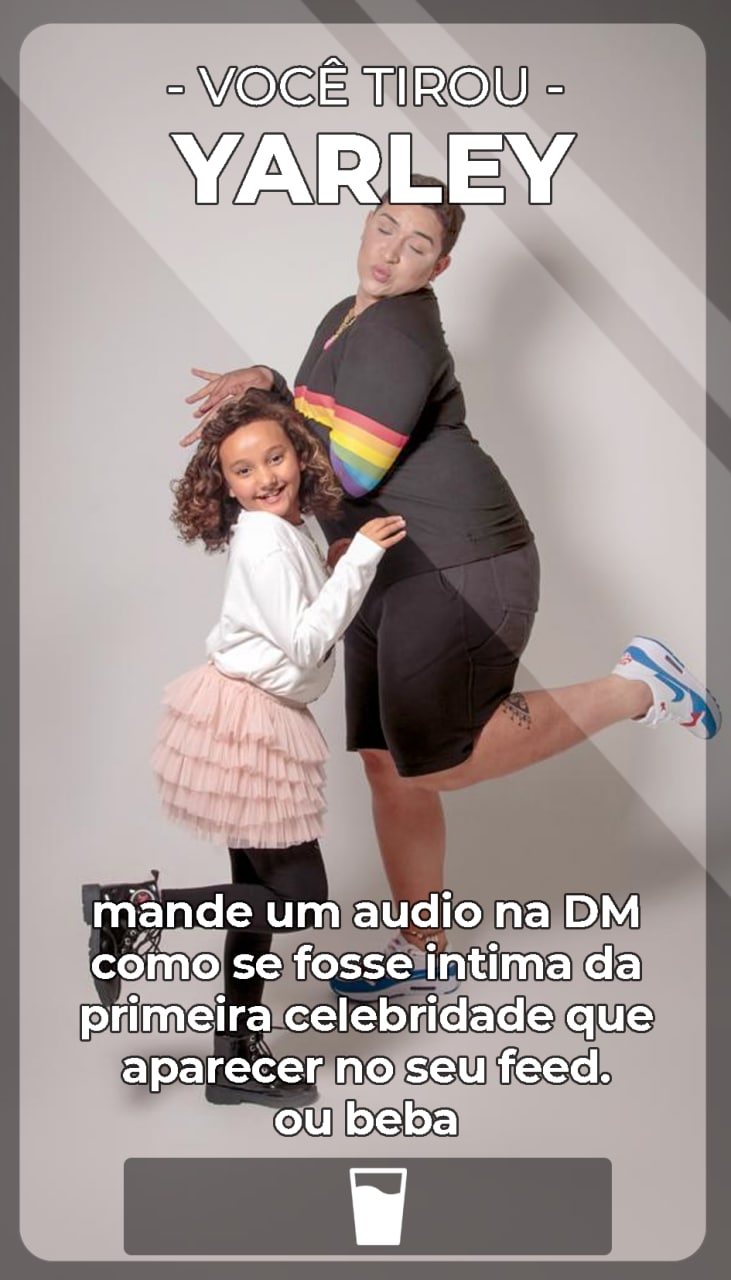 - VOCÊ TIROU -
YARLEY
mande um audio na DM
como se fosse intima da
primeira celebridade que
aparecer no seu feed.
ou beba